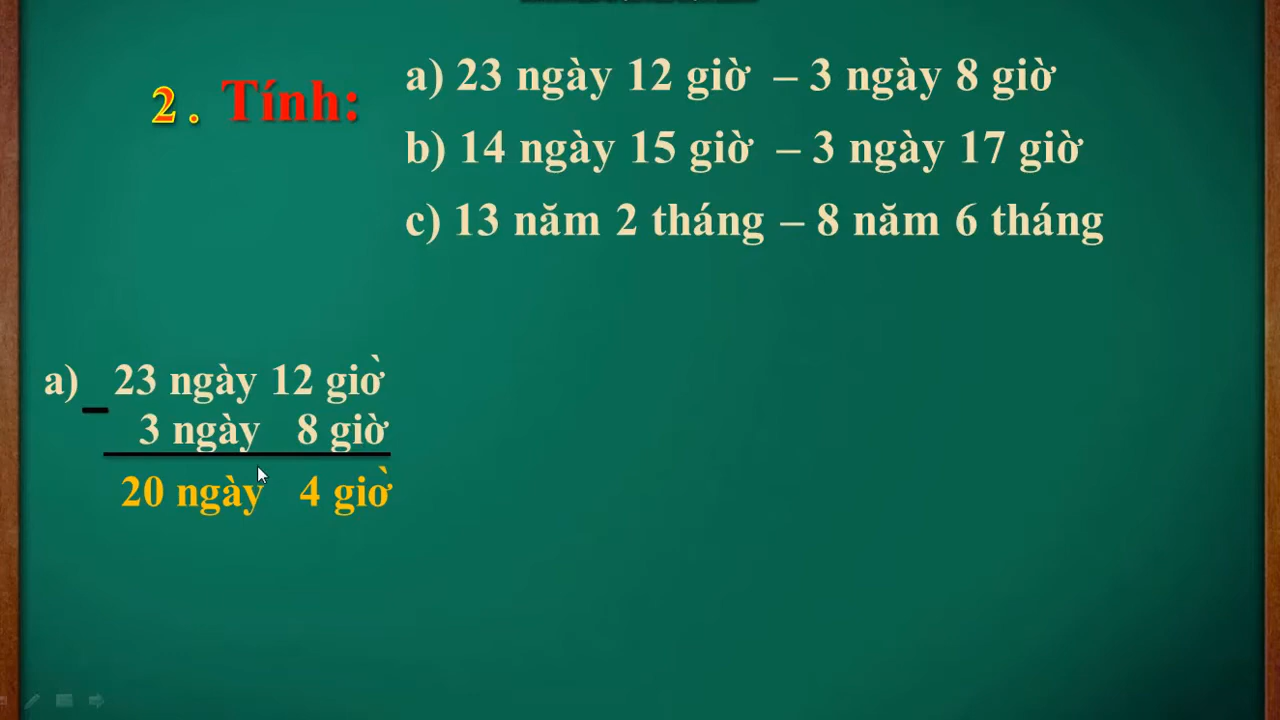 2. Tính:
a) 23 ngày 12 giờ – 3 ngày 8 giờ
b) 14 ngày 15 giờ – 3 ngày 17 giờ
c) 13 năm 2 tháng – 8 năm 6 tháng
a) 23 ngày 12 giờ
–
3 ngày 8 giờ
20 ngày 4 giờ